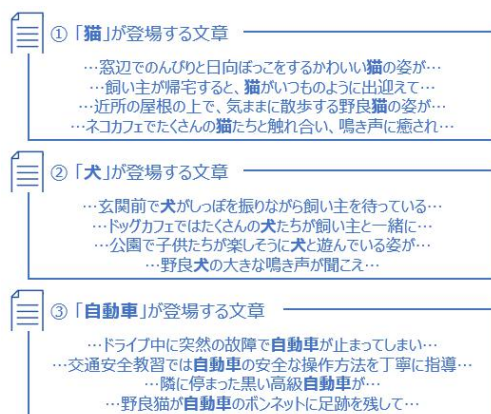 ① 「猫」が登場する文章
…窓辺でのんびりと日向ぼっこをするかわいい猫の姿が…
…飼い主が帰宅すると、猫がいつものように出迎えて…
…近所の屋根の上で、気ままに散歩する野良猫の姿が…
…ネコカフェでたくさんの猫たちと触れ合い、鳴き声に癒され…
② 「犬」が登場する文章
…玄関前で犬がしっぽを振りながら飼い主を待っている…
…ドッグカフェではたくさんの犬たちが飼い主と一緒に…
…公園で子供たちが楽しそうに犬と遊んでいる姿が…
…野良犬の大きな鳴き声が聞こえ…
③ 「自動車」が登場する文章
…ドライブ中に突然の故障で自動車が止まってしまい…
…交通安全教習では自動車の安全な操作方法を丁寧に指導…
…隣に停まった黒い高級自動車が…
…野良猫が自動車のボンネットに足跡を残して…